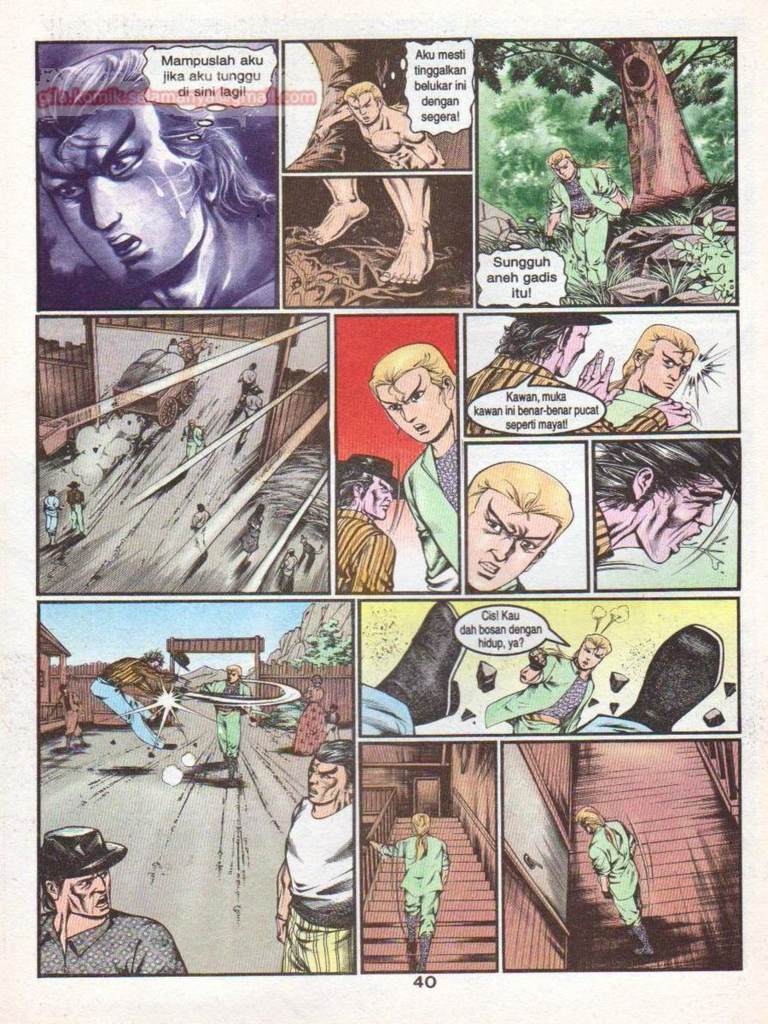 Mampuslah aku
jika aku tunggu
di sini lagi!
Aku mesti
tinggalkan
belukar ini
dengan
segera!
Sungguh
aneh gadis
itu!
Kawan, muka
kawan ini benar-benar pucat
seperti mayat!
Cis! Kau
dah bosan dengan
hidup, ya?
40